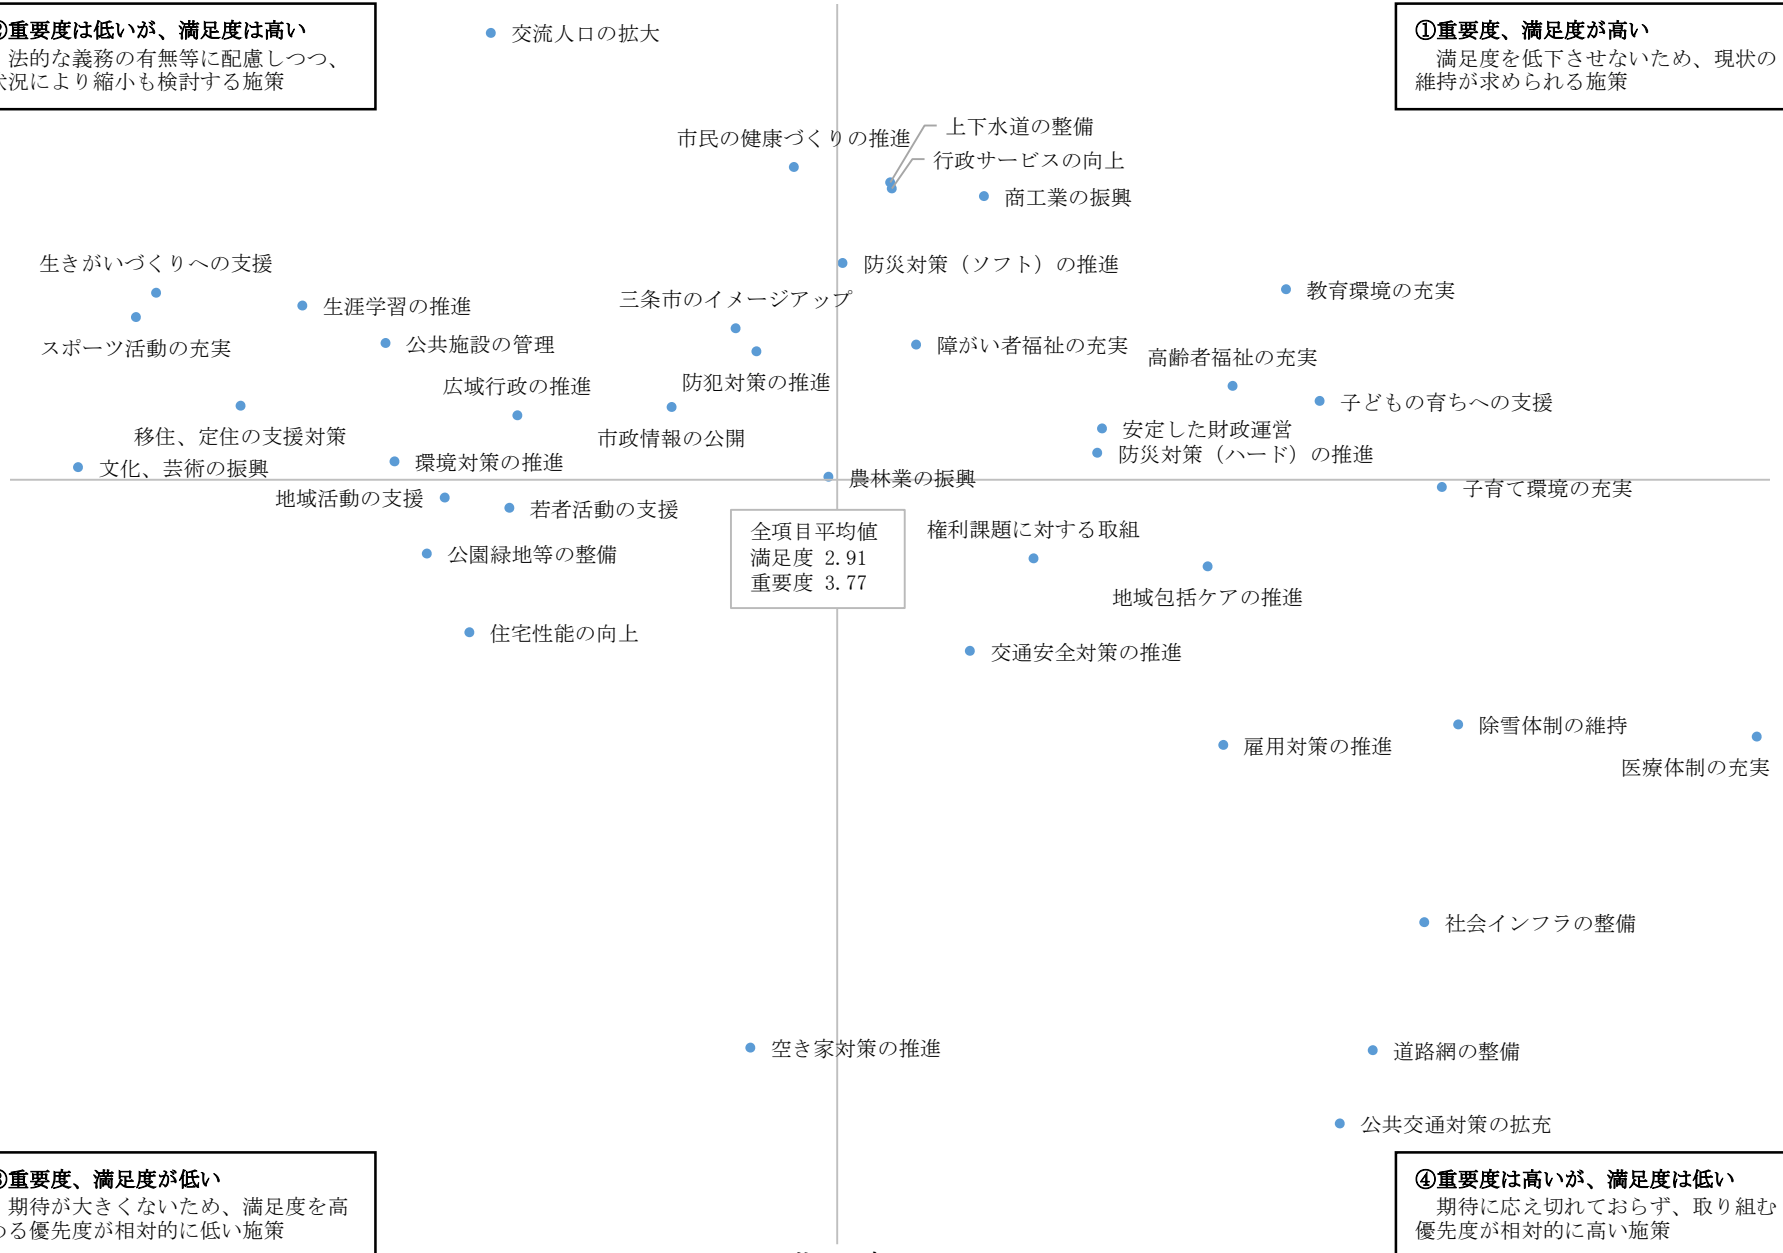 ②重要度は低いが、満足度は高い
法的な義務の有無等に配慮しつつ、
状況により縮小も検討する施策
交流人口の拡大
①重要度、満足度が高い
満足度を低下させないため、現状の
維持が求められる施策
市民の健康づくりの推進
上下水道の整備
行政サービスの向上
商工業の振興
生きがいづくりへの支援
防災対策（ソフト）の推進
生涯学習の推進
三条市のイメージアップ
教育環境の充実
スポーツ活動の充実
公共施設の管理
障がい者福祉の充実
高齢者福祉の充実
広域行政の推進
防犯対策の推進
子どもの育ちへの支援
移住、定住の支援対策
市政情報の公開
安定した財政運営
防災対策（ハード）の推進
文化、芸術の振興
環境対策の推進
農林業の振興
子育て環境の充実
地域活動の支援
若者活動の支援
全項目平均値
満足度 2.91
重要度 3.77
権利課題に対する取組
公園緑地等の整備
地域包括ケアの推進
住宅性能の向上
交通安全対策の推進
除雪体制の維持
雇用対策の推進
医療体制の充実
社会インフラの整備
空き家対策の推進
道路網の整備
公共交通対策の拡充
③重要度、満足度が低い
期待が大きくないため、満足度を高
める優先度が相対的に低い施策
④重要度は高いが、満足度は低い
期待に応え切れておらず、取り組む
優先度が相対的に高い施策